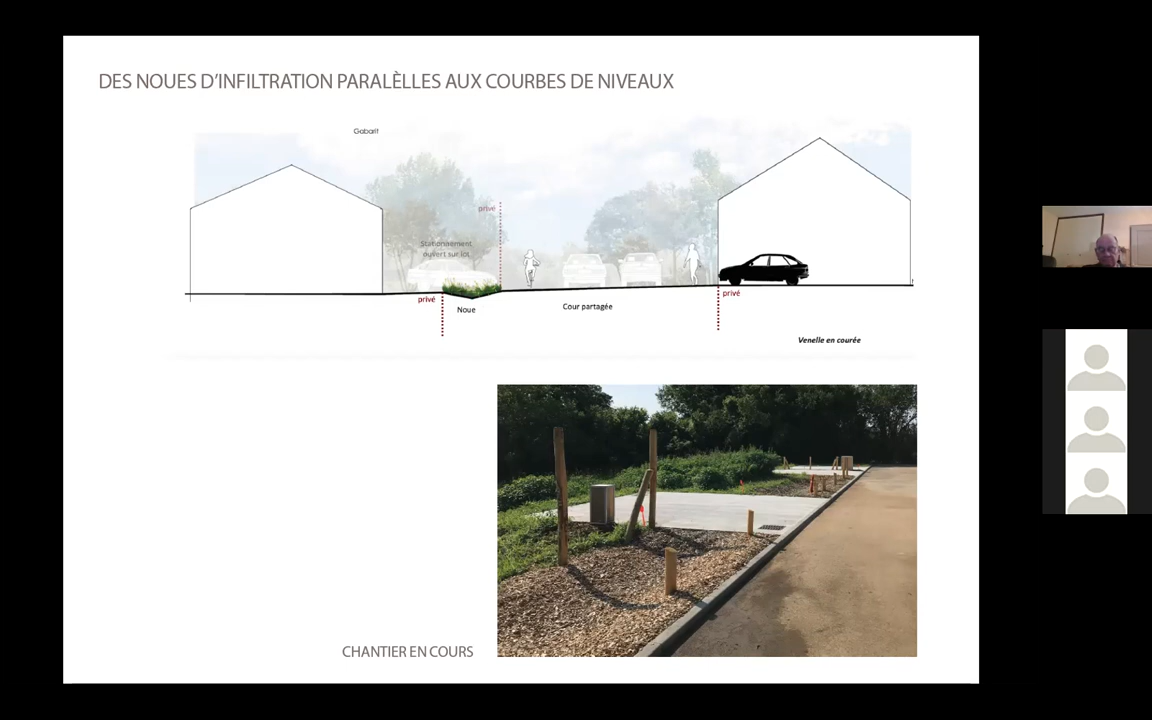 DES NOUES D'INFILTRATION PARALÈLLES AUX COURBES DE NIVEAUX
Gabarit
privé
Stationnement
ouvert sur lot
privé
Noue
Cour partagée
privé
Venelle en courée
CHANTIER EN COURS